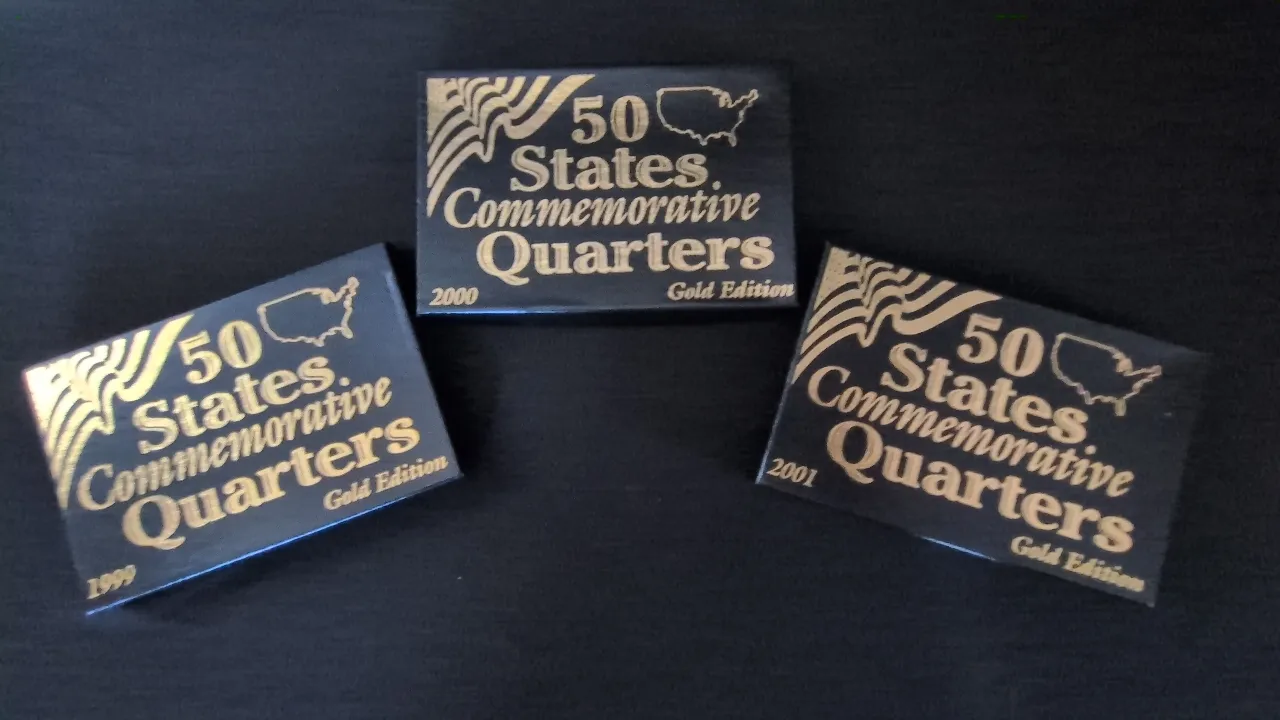 50
States
Commemorative
Quarters
2000
Gold Edition
50
States
Commemorative
Quarters
Gold Edition
1999
50
States
Commemorative
Quarters
2001
Gold Edition